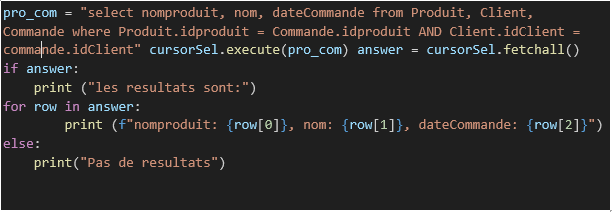 pro_com = "select nomproduit, nom, dateCommande from Produit, Client,
Commande where Produit.idproduit = Commande.idproduit AND Client.idClient =
commande.idClient" cursorSel.execute(pro_com) answer = cursorSel.fetchall()
if answer:
    print ("les resultats sont:")
for row in answer:
        print (f"nomproduit: {row[0]}, nom: {row[1]}, dateCommande: {row[2]}")
else:
    print("Pas de resultats")